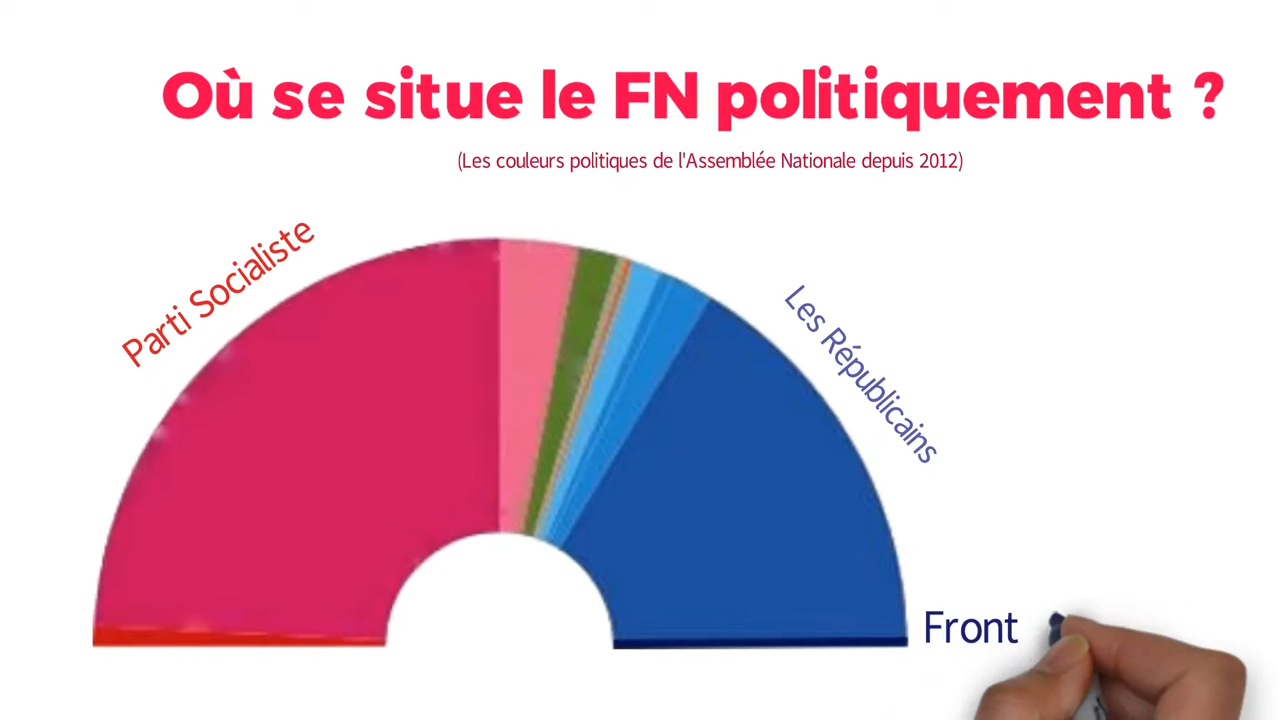 Où se situe le FN politiquement ?
(Les couleurs politiques de l'Assemblée Nationale depuis 2012)
Parti Socialiste
Les Républicains
Front